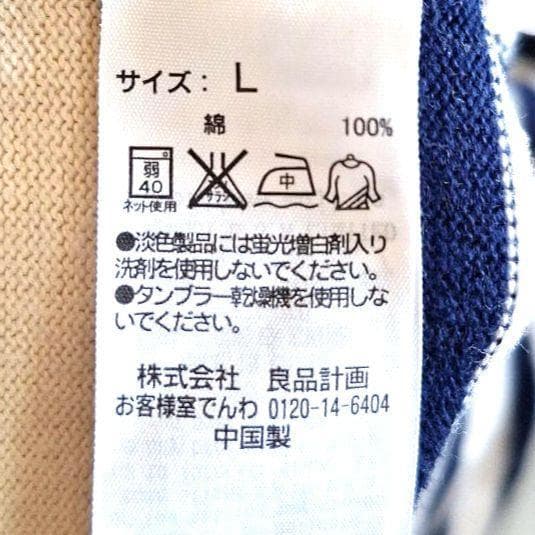 サイズ： L
綿 100%
弱
40
中
ネット使用
●淡色製品には蛍光増白剤入り
洗剤を使用しないでください。
●タンブラー乾燥機を使用しな
いでください。
株式会社 良品計画
お客様室でんわ 0120-14-6404
中国製